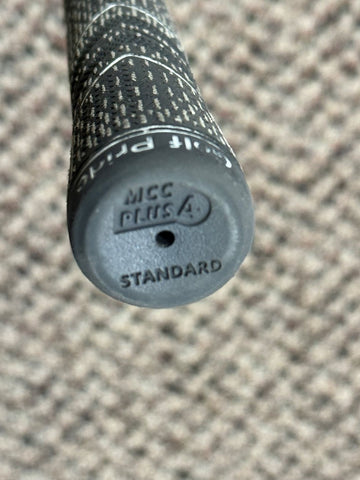 Golf Pride
MCC
PLUS4
STANDARD